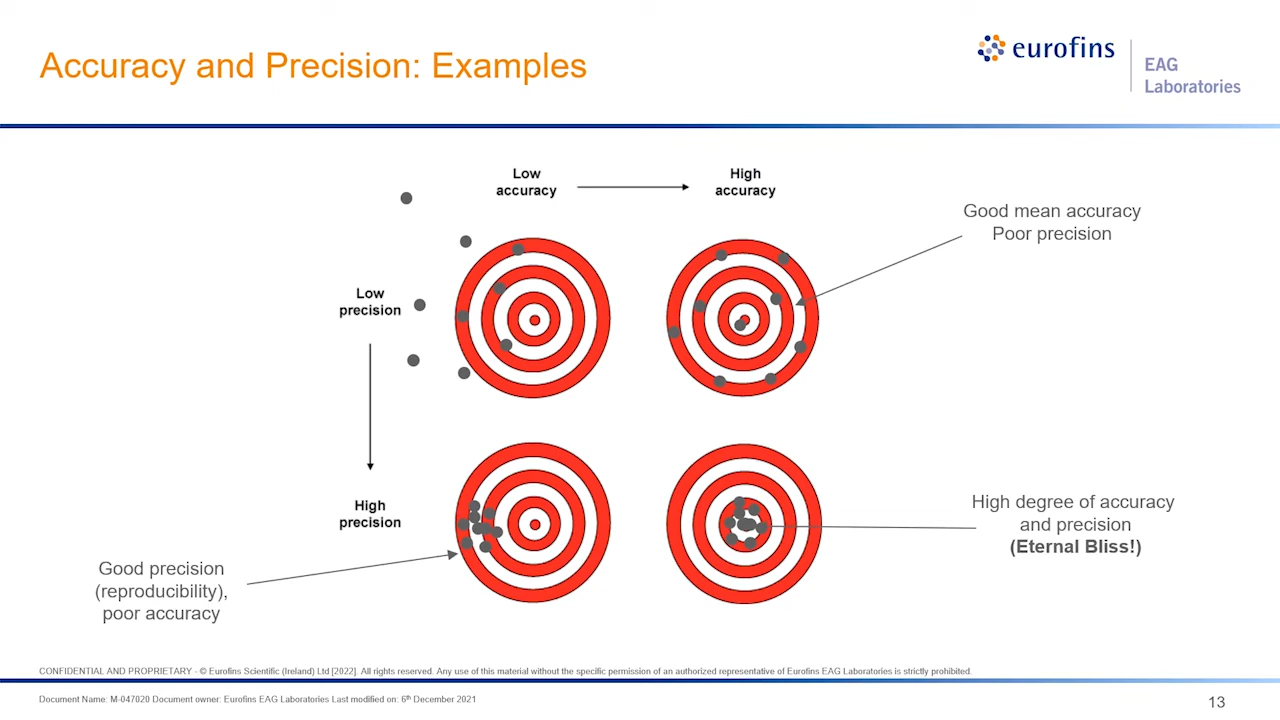 Accuracy and Precision: Examples
eurofins
EAG
Laboratories
Low
accuracy
High
accuracy
Good mean accuracy
Poor precision
Low
precision
High
precision
High degree of accuracy
and precision
(Eternal Bliss!)
Good precision
(reproducibility),
poor accuracy
CONFIDENTIAL AND PROPRIETARY - © Eurofins Scientific (Ireland) Ltd [2022]. All rights reserved. Any use of this material without the specific permission of an authorized representative of Eurofins EAG Laboratories is strictly prohibited.
Document Name: M-047020 Document owner: Eurofins EAG Laboratories Last modified on: 6th December 2021
13